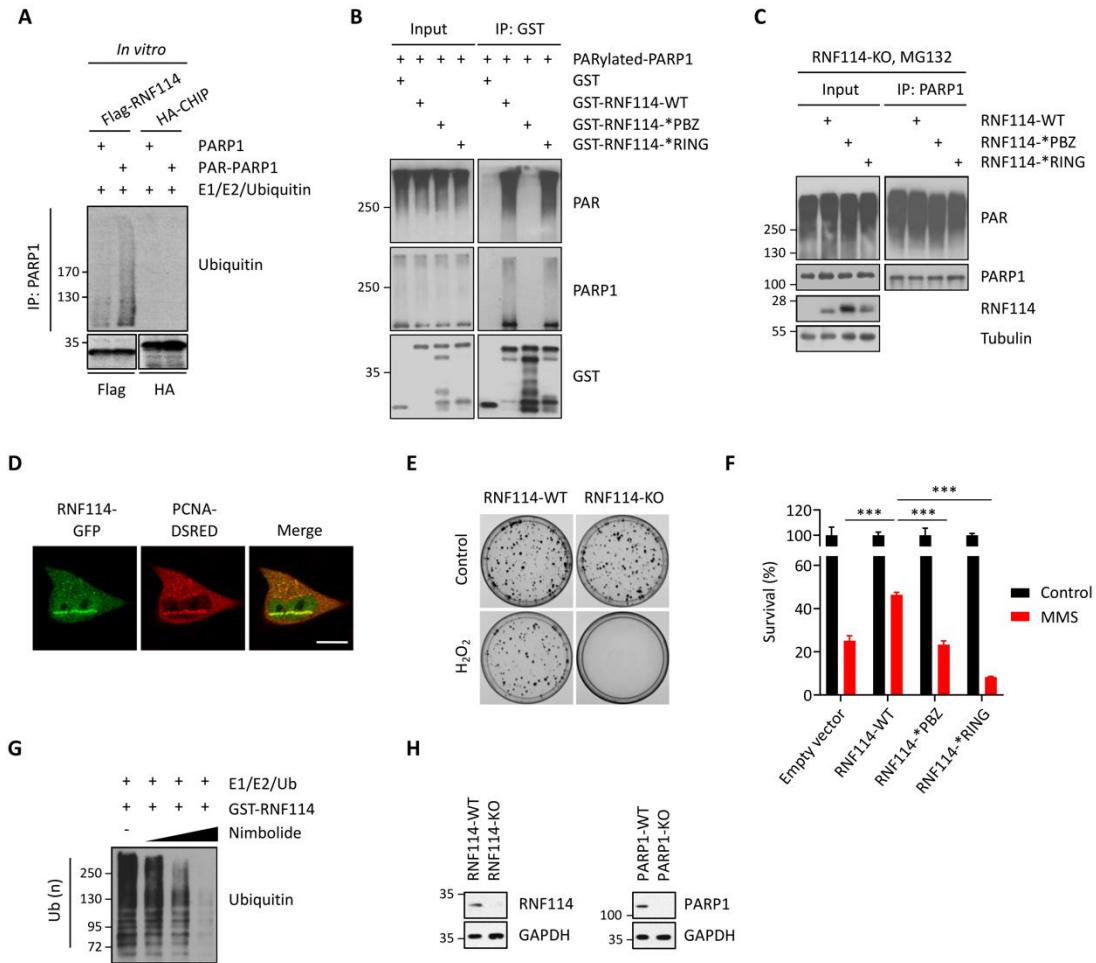 A
In vitro
Flag-RNF114
HA-CHIP
+ + PARP1
+ + PAR-PARP1
+ + + + E1/E2/Ubiquitin
IP: PARP1
170
130
Ubiquitin
35
Flag HA
B
Input IP: GST
+ + + + + + + + PARylated-PARP1
+ + GST
+ + GST-RNF114-WT
+ + GST-RNF114-*PBZ
+ + GST-RNF114-*RING
250
PAR
250
PARP1
35
GST
C
RNF114-KO, MG132
Input IP: PARP1
+ + RNF114-WT
+ + RNF114-*PBZ
+ + RNF114-*RING
250
130
PAR
100
PARP1
28
RNF114
55
Tubulin
D
RNF114-
GFP
PCNA-
DSRED
Merge
E
RNF114-WT RNF114-KO
Control
H₂O₂
F
Survival (%)
120
100
80
60
40
20
0
***
*** ***
Control
MMS
Empty vector
RNF114-WT
RNF114-*PBZ
RNF114-*RING
G
+ + + + E1/E2/Ub
+ + + + GST-RNF114
- Nimbolide
Ub (n)
250
130
95
72
Ubiquitin
H
RNF114-WT
RNF114-KO
35
RNF114
35
GAPDH
PARP1-WT
PARP1-KO
100
PARP1
35
GAPDH